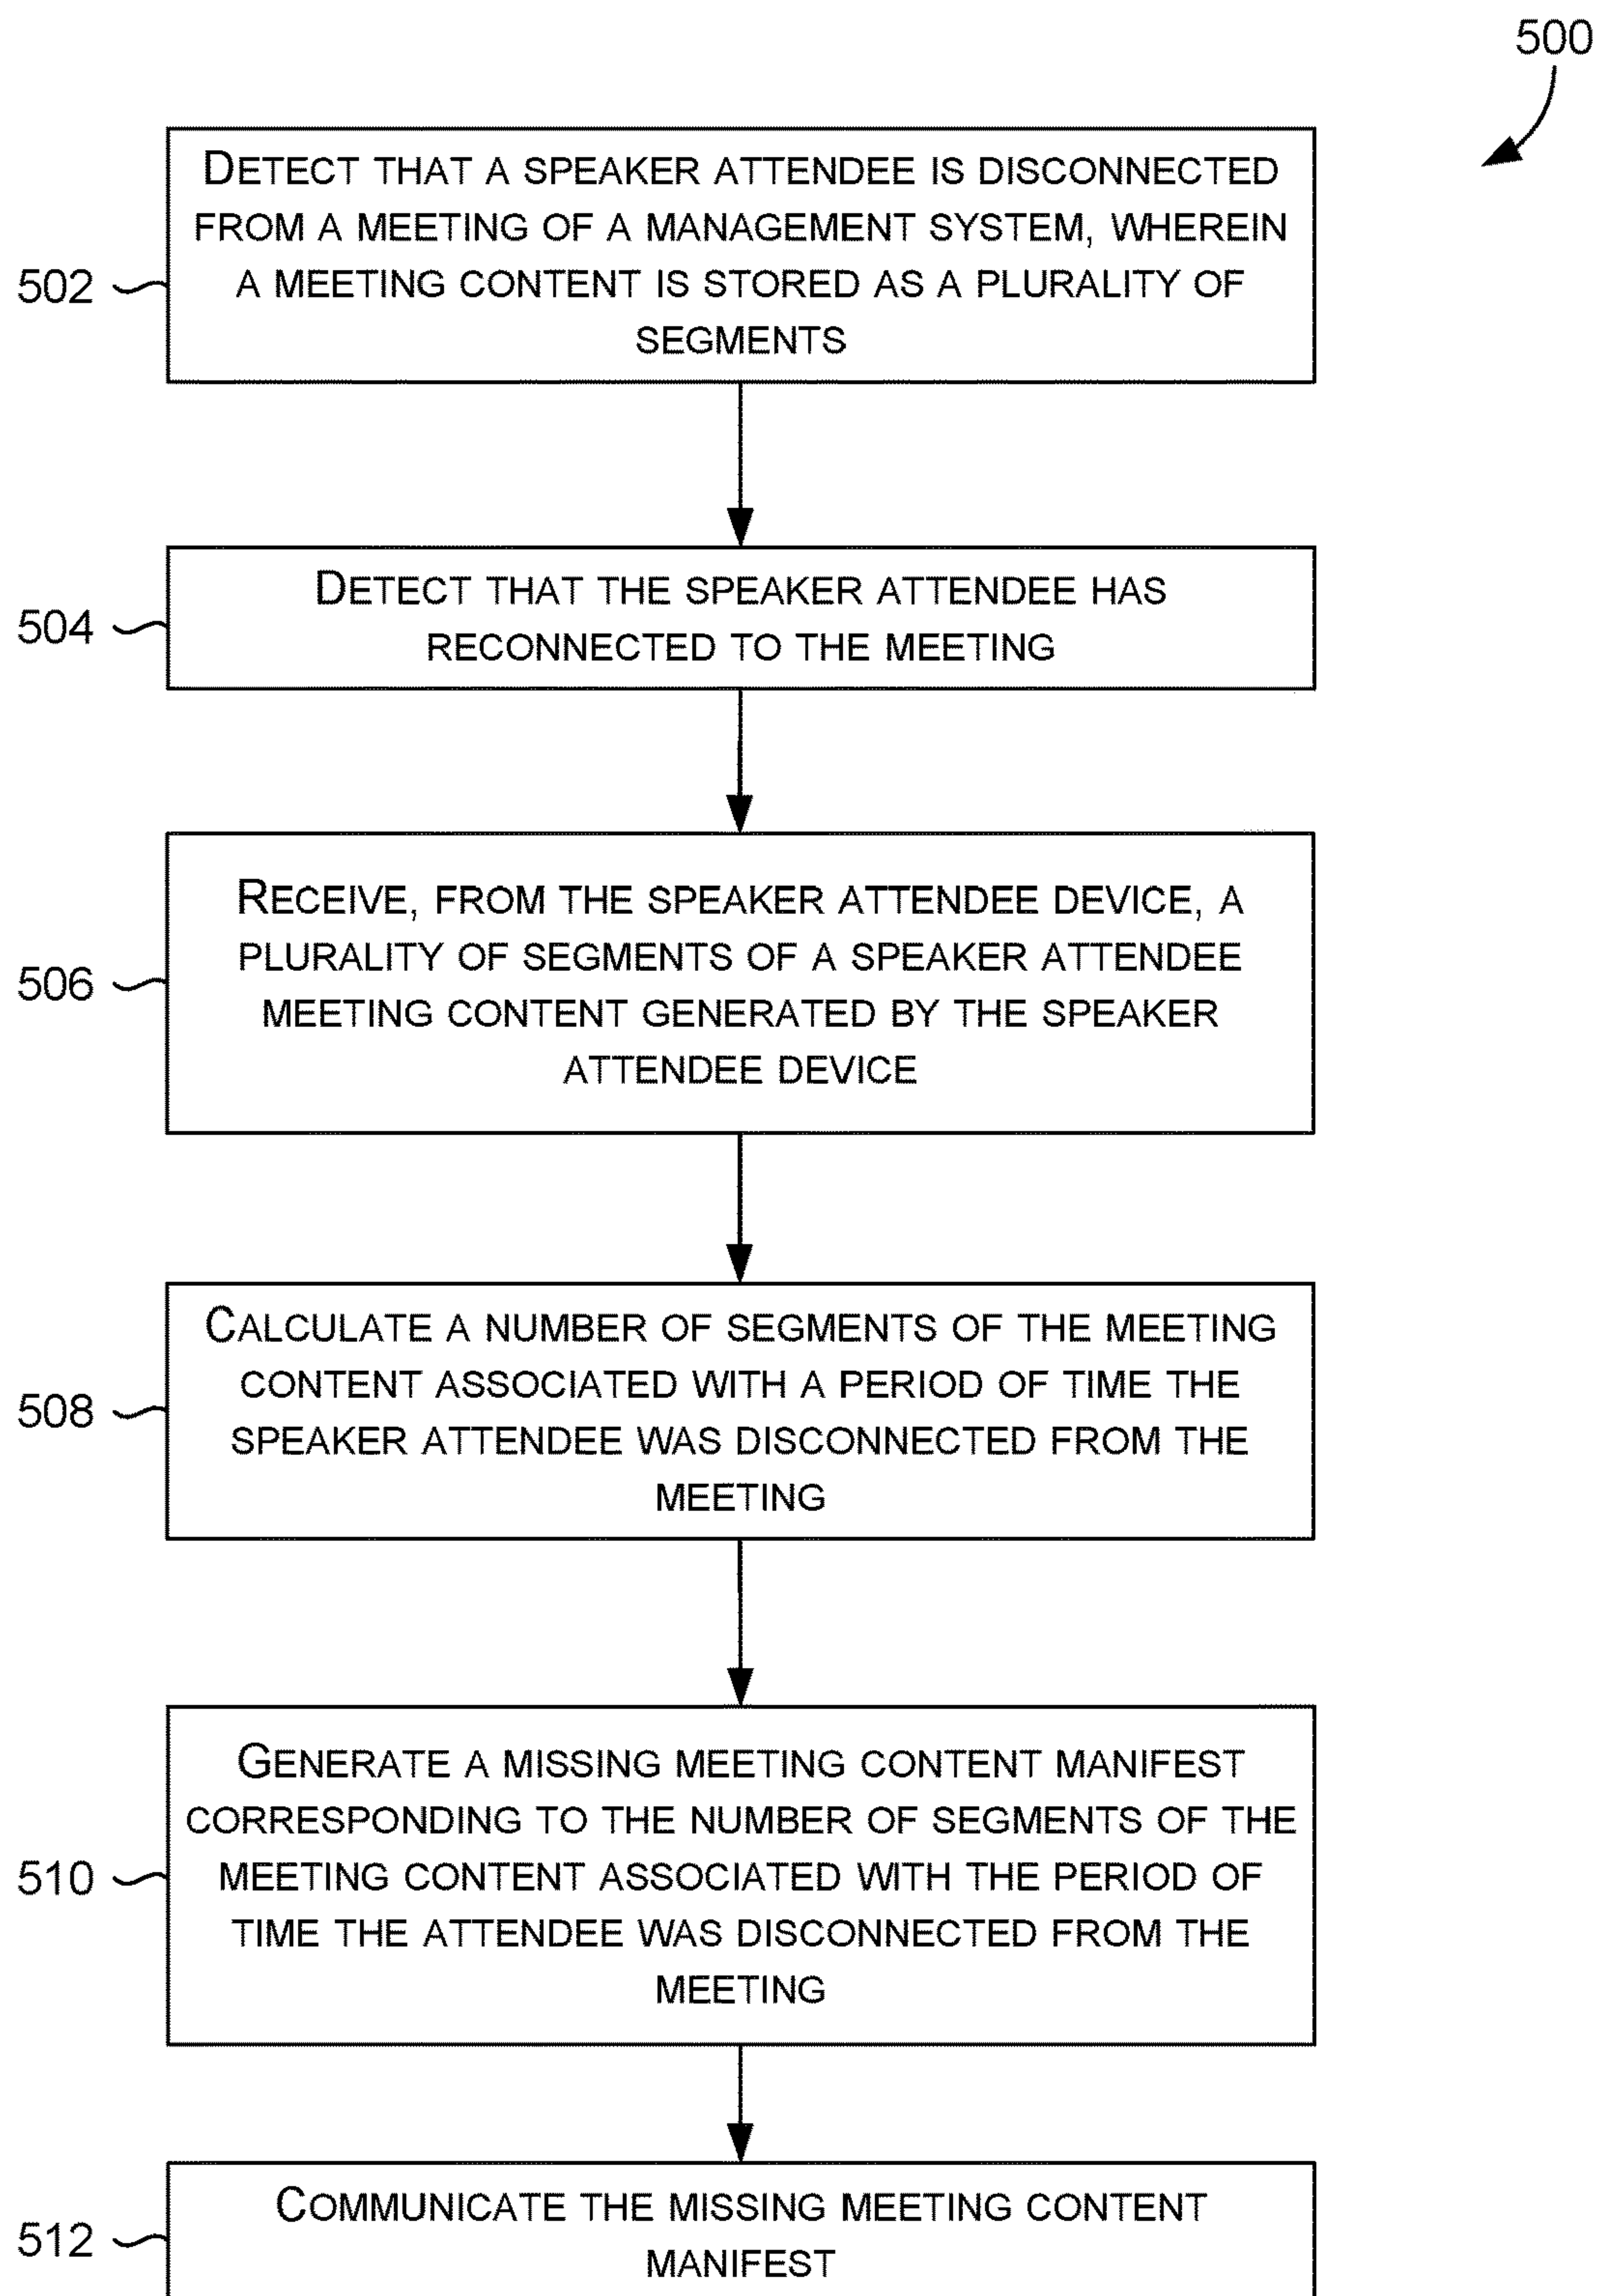 500
DETECT THAT A SPEAKER ATTENDEE IS DISCONNECTED
FROM A MEETING OF A MANAGEMENT SYSTEM, WHEREIN
A MEETING CONTENT IS STORED AS A PLURALITY OF
SEGMENTS
502
DETECT THAT THE SPEAKER ATTENDEE HAS
RECONNECTED TO THE MEETING
504
RECEIVE, FROM THE SPEAKER ATTENDEE DEVICE, A
PLURALITY OF SEGMENTS OF A SPEAKER ATTENDEE
MEETING CONTENT GENERATED BY THE SPEAKER
ATTENDEE DEVICE
506
CALCULATE A NUMBER OF SEGMENTS OF THE MEETING
CONTENT ASSOCIATED WITH A PERIOD OF TIME THE
SPEAKER ATTENDEE WAS DISCONNECTED FROM THE
MEETING
508
GENERATE A MISSING MEETING CONTENT MANIFEST
CORRESPONDING TO THE NUMBER OF SEGMENTS OF THE
MEETING CONTENT ASSOCIATED WITH THE PERIOD OF
TIME THE ATTENDEE WAS DISCONNECTED FROM THE
MEETING
510
COMMUNICATE THE MISSING MEETING CONTENT
MANIFEST
512